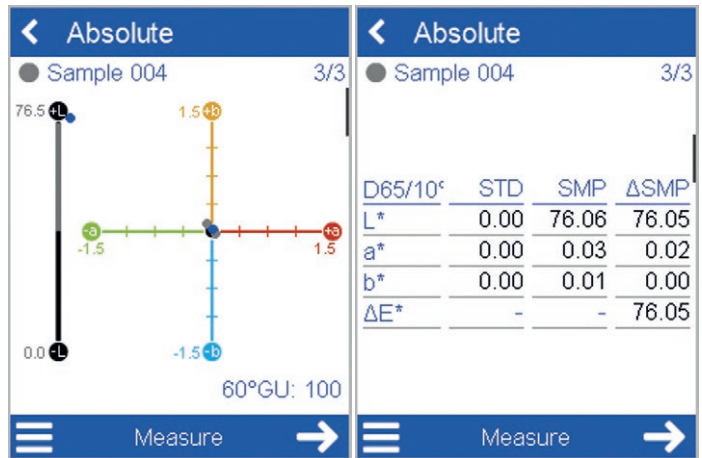 Absolute
Sample 004 3/3
76.5 +L 1.5 +b
-a +a
-1.5 1.5
0.0 -L -1.5 -b
60°GU: 100
Measure
Absolute
Sample 004 3/3
D65/10° STD SMP ΔSMP
L* 0.00 76.06 76.05
a* 0.00 0.03 0.02
b* 0.00 0.01 0.00
ΔE* - - 76.05
Measure